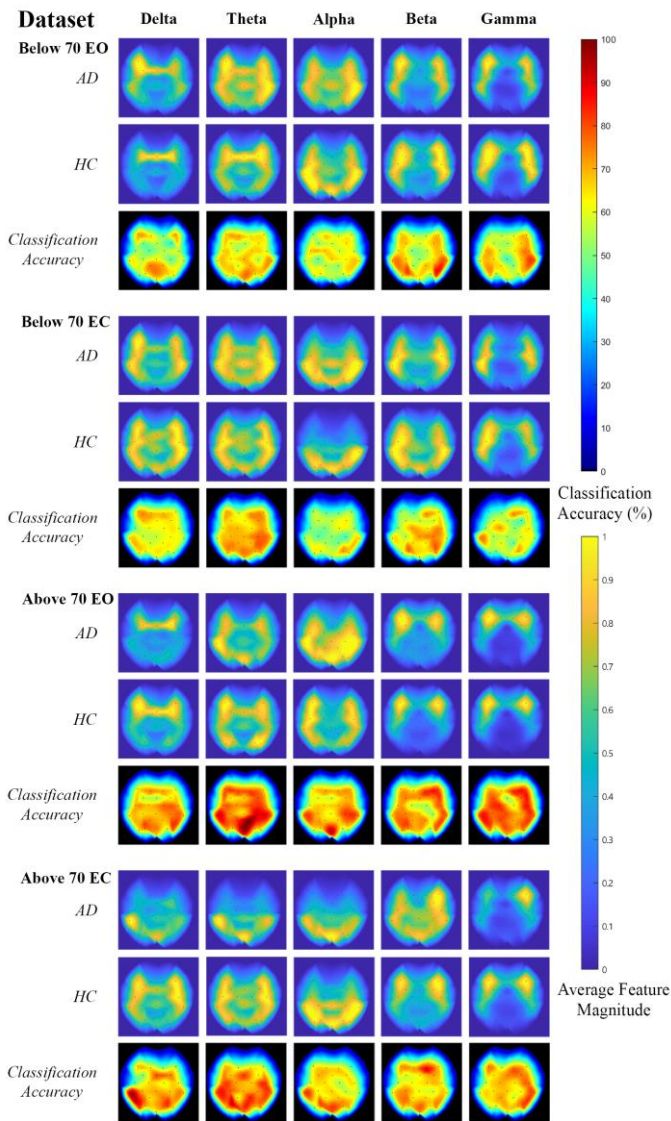 Dataset Delta Theta Alpha Beta Gamma
Below 70 EO
AD
HC
Classification
Accuracy
Below 70 EC
AD
HC
Classification
Accuracy
Above 70 EO
AD
HC
Classification
Accuracy
Above 70 EC
AD
HC
Classification
Accuracy
100
90
80
70
60
50
40
30
20
10
0
Classification
Accuracy (%)
1
0.9
0.8
0.7
0.6
0.5
0.4
0.3
0.2
0.1
0
Average Feature
Magnitude